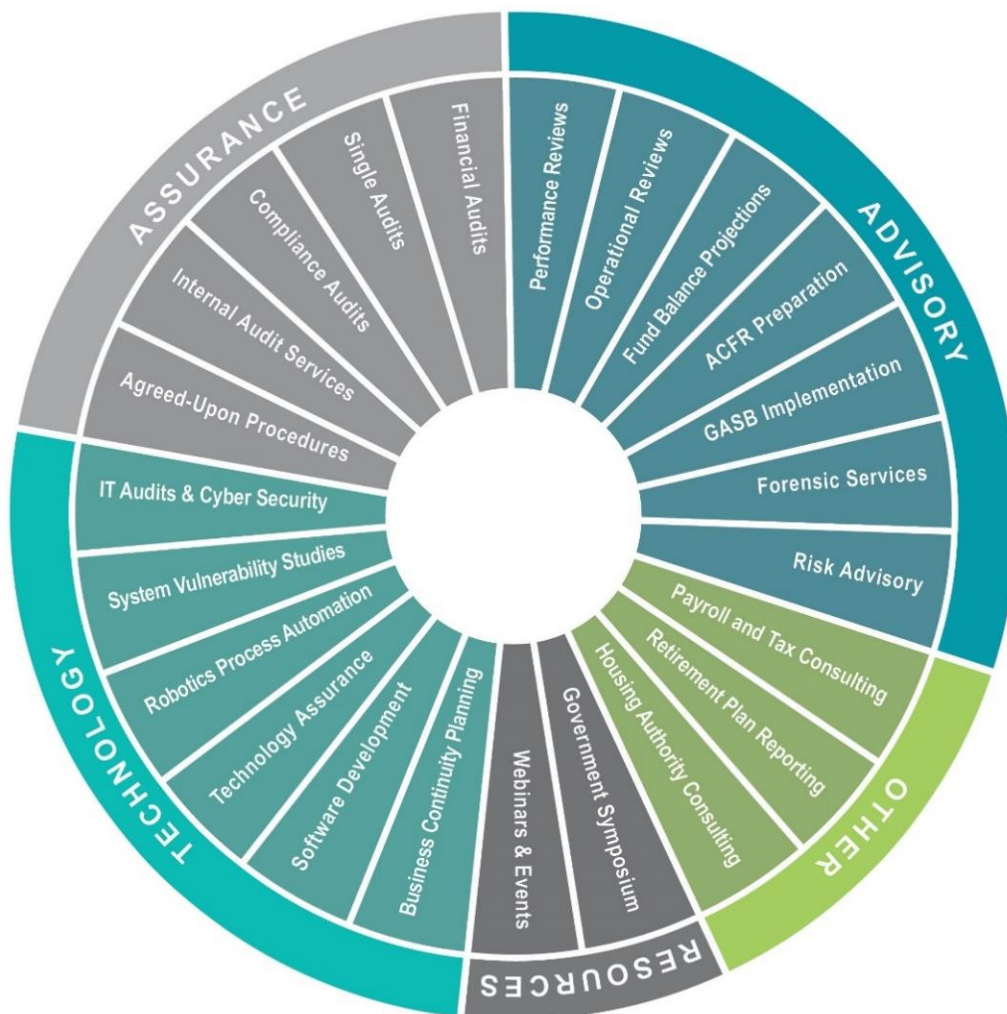 ASSURANCE
Financial Audits
Single Audits
Compliance Audits
Internal Audit Services
Agreed-Upon Procedures
ADVISORY
Performance Reviews
Operational Reviews
Fund Balance Projections
ACFR Preparation
GASB Implementation
Forensic Services
Risk Advisory
OTHER
Payroll and Tax Consulting
Retirement Plan Reporting
Housing Authority Consulting
RESOURCES
Government Symposium
Webinars & Events
TECHNOLOGY
Business Continuity Planning
Software Development
Technology Assurance
Robotics Process Automation
System Vulnerability Studies
IT Audits & Cyber Security